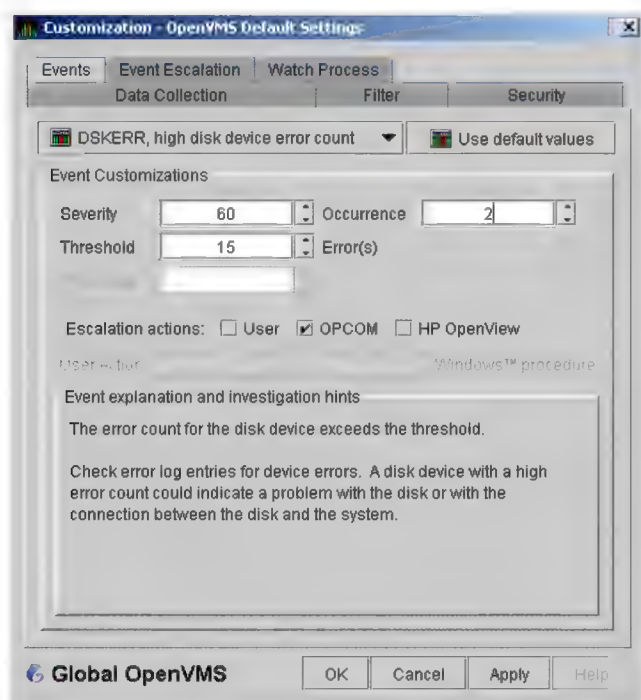 Customization - OpenVMS Default Settings
Events Event Escalation Watch Process
Data Collection Filter Security
DSKERR, high disk device error count Use default values
Event Customizations
Severity 60 Occurrence 2
Threshold 15 Error(s)
Escalation actions: User OPCOM HP OpenView
User action Windows™ procedure
Event explanation and investigation hints
The error count for the disk device exceeds the threshold.
Check error log entries for device errors. A disk device with a high
error count could indicate a problem with the disk or with the
connection between the disk and the system.
Global OpenVMS OK Cancel Apply Help